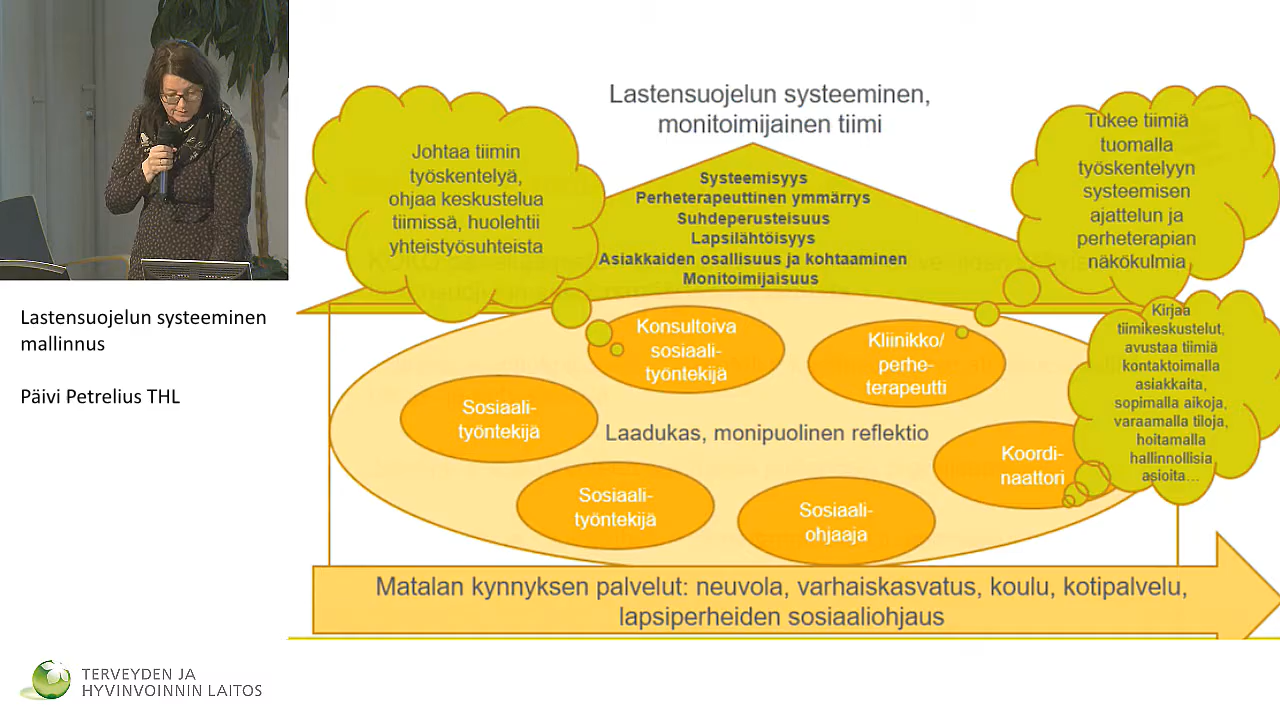 Lastensuojelun systeeminen
mallinnus
Päivi Petrelius THL
TERVEYDEN JA
HYVINVOINNIN LAITOS
Lastensuojelun systeeminen,
monitoimijainen tiimi
Johtaa tiimin
työskentelyä,
ohjaa keskustelua
tiimissä, huolehtii
yhteistyösuhteista
Systeemisyys
Perheterapeuttinen ymmärrys
Suhdeperusteisuus
Lapsilähtöisyys
Asiakkaiden osallisuus ja kohtaaminen
Monitoimijaisuus
Tukee tiimiä
tuomalla
työskentelyyn
systeemisen
ajattelun ja
perheterapian
näkökulmia
Konsultoiva
sosiaali-
työntekijä
Kliinikko/
perhe-
terapeutti
Kirjaa
tiimikeskustelut,
avustaa tiimiä
kontaktoimalla
asiakkaita,
sopimalla aikoja,
varaamalla tiloja,
hoitamalla
hallinnollisia
asioita…
Sosiaali-
työntekijä
Laadukas, monipuolinen reflektio
Koordi-
naattori
Sosiaali-
työntekijä
Sosiaali-
ohjaaja
Matalan kynnyksen palvelut: neuvola, varhaiskasvatus, koulu, kotipalvelu,
lapsiperheiden sosiaaliohjaus